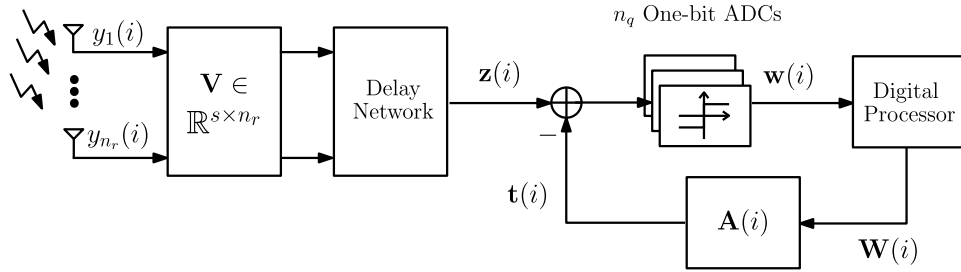 n_q One-bit ADCs
y_1(i)
V ∈
ℝ^{s×n_r}
y_{n_r}(i)
Delay
Network
z(i)
−
w(i)
Digital
Processor
t(i)
A(i)
W(i)